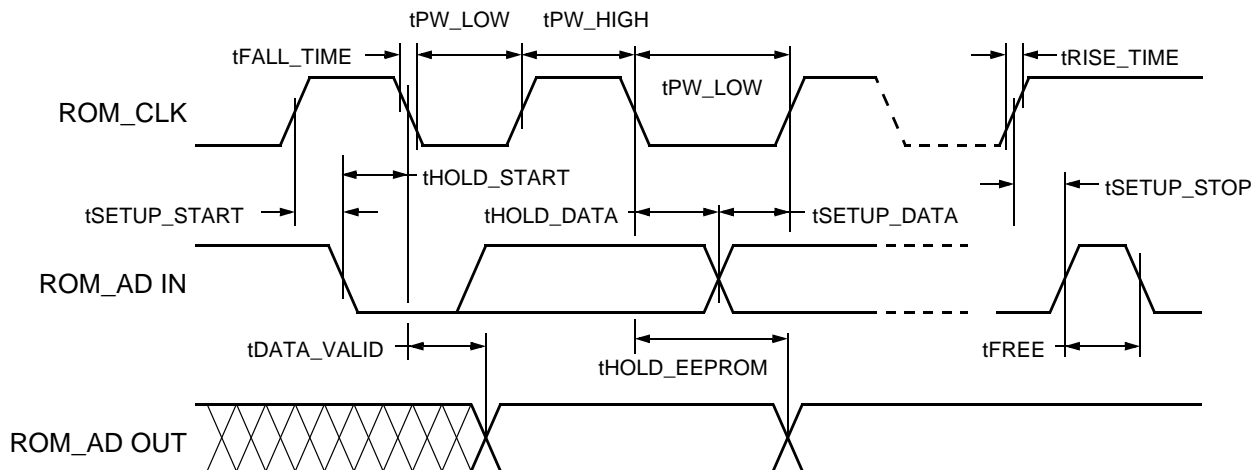 tPW_LOW tPW_HIGH
tFALL_TIME tRISE_TIME
tPW_LOW
ROM_CLK
tHOLD_START
tSETUP_STOP
tSETUP_START tHOLD_DATA tSETUP_DATA
ROM_AD IN
tDATA_VALID tFREE
tHOLD_EEPROM
ROM_AD OUT